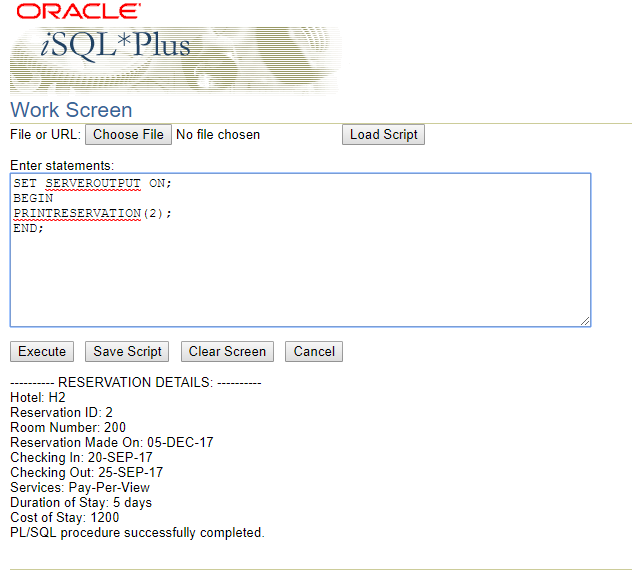 ORACLE
iSQL*Plus
Work Screen
File or URL: Choose File No file chosen Load Script
Enter statements:
SET SERVEROUTPUT ON;
BEGIN
PRINTRESERVATION(2);
END;
Execute Save Script Clear Screen Cancel
---------- RESERVATION DETAILS: ----------
Hotel: H2
Reservation ID: 2
Room Number: 200
Reservation Made On: 05-DEC-17
Checking In: 20-SEP-17
Checking Out: 25-SEP-17
Services: Pay-Per-View
Duration of Stay: 5 days
Cost of Stay: 1200
PL/SQL procedure successfully completed.